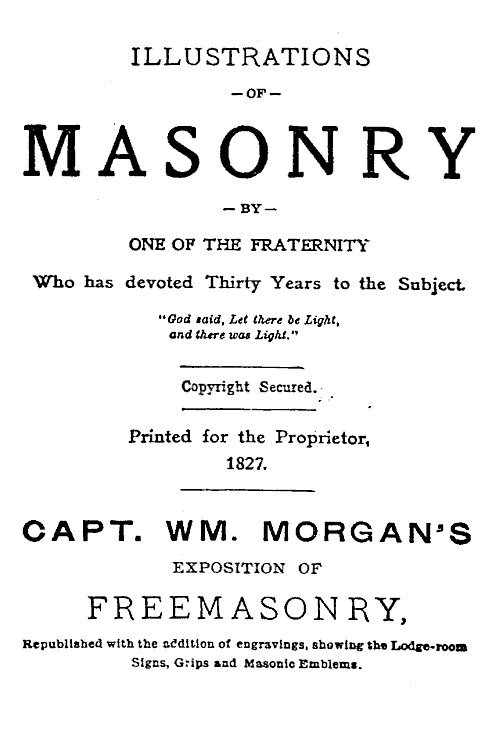 ILLUSTRATIONS
— OF —
MASONRY
— BY —
ONE OF THE FRATERNITY
Who has devoted Thirty Years to the Subject.
"God said, Let there be Light,
and there was Light."
Copyright Secured.
Printed for the Proprietor,
1827.
CAPT. WM. MORGAN'S
EXPOSITION OF
FREEMASONRY,
Republished with the addition of engravings, showing the Lodge-room
Signs, Grips and Masonic Emblems.